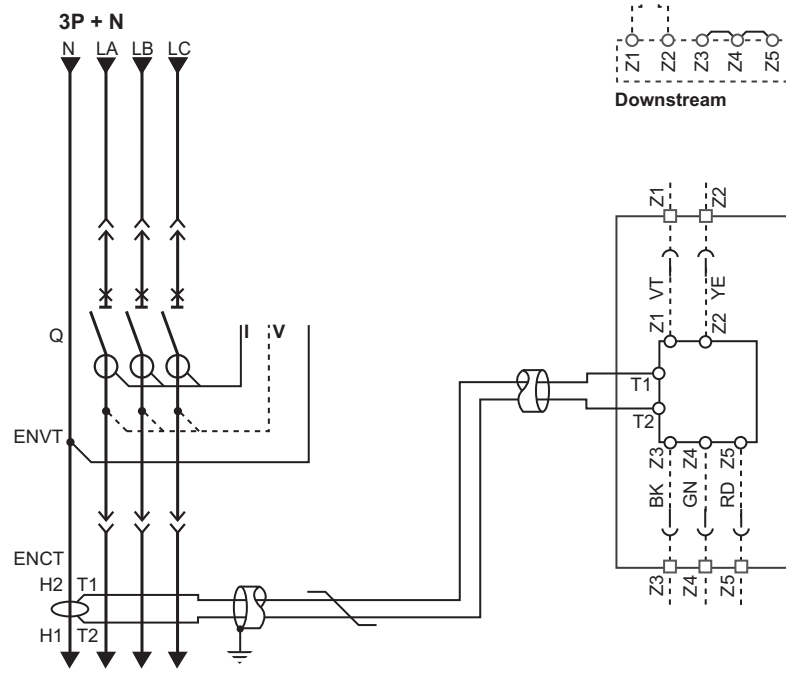 3P + N
N LA LB LC
Z1 Z2 Z3 Z4 Z5
Downstream
Z1 Z2
VT YE
Q I V
Z1 Z2
T1
T2
ENVT
Z3 Z4 Z5
BK GN RD
ENCT
H2 T1
Z3 Z4 Z5
H1 T2